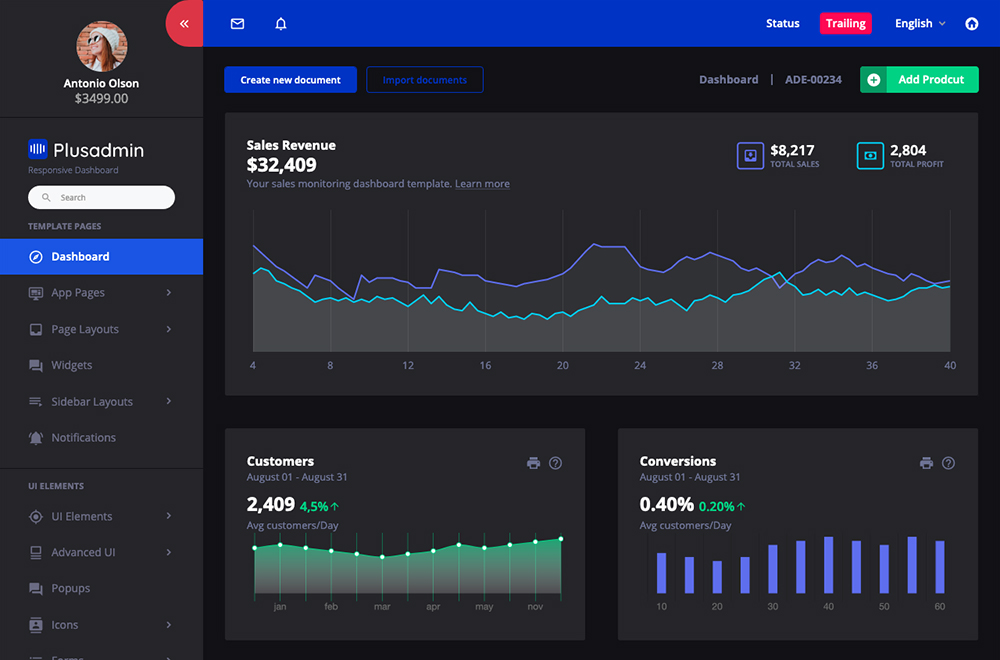 Antonio Olson
$3499.00
Plusadmin
Responsive Dashboard
Search
TEMPLATE PAGES
Dashboard
App Pages
Page Layouts
Widgets
Sidebar Layouts
Notifications
UI ELEMENTS
UI Elements
Advanced UI
Popups
Icons
Forms
Status
Trailing
English
Create new document
Import documents
Dashboard | ADE-00234
Add Prodcut
Sales Revenue
$32,409
Your sales monitoring dashboard template. Learn more
$8,217
TOTAL SALES
2,804
TOTAL PROFIT
4 8 12 16 20 24 28 32 36 40
Customers
August 01 - August 31
2,409 4,5%↑
Avg customers/Day
jan feb mar apr may nov
Conversions
August 01 - August 31
0.40% 0.20%↑
Avg customers/Day
10 20 30 40 50 60